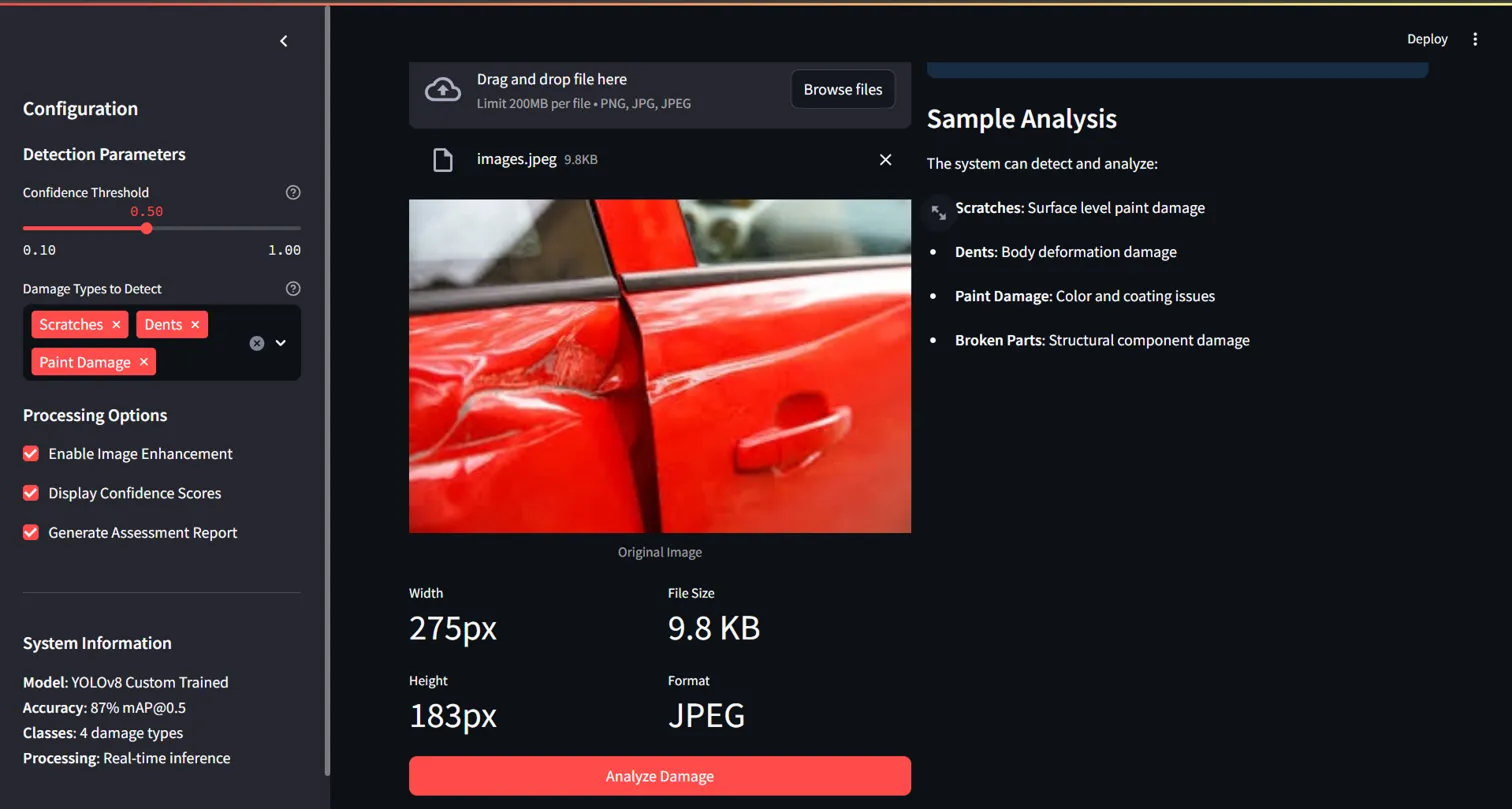 Deploy
Configuration
Detection Parameters
Confidence Threshold
0.50
0.10 1.00
Damage Types to Detect
Scratches Dents
Paint Damage
Processing Options
Enable Image Enhancement
Display Confidence Scores
Generate Assessment Report
System Information
Model: YOLOv8 Custom Trained
Accuracy: 87% mAP@0.5
Classes: 4 damage types
Processing: Real-time inference
Drag and drop file here
Limit 200MB per file • PNG, JPG, JPEG
Browse files
images.jpeg 9.8KB
Original Image
Width
275px
File Size
9.8 KB
Height
183px
Format
JPEG
Analyze Damage
Sample Analysis
The system can detect and analyze:
Scratches: Surface level paint damage
• Dents: Body deformation damage
• Paint Damage: Color and coating issues
• Broken Parts: Structural component damage